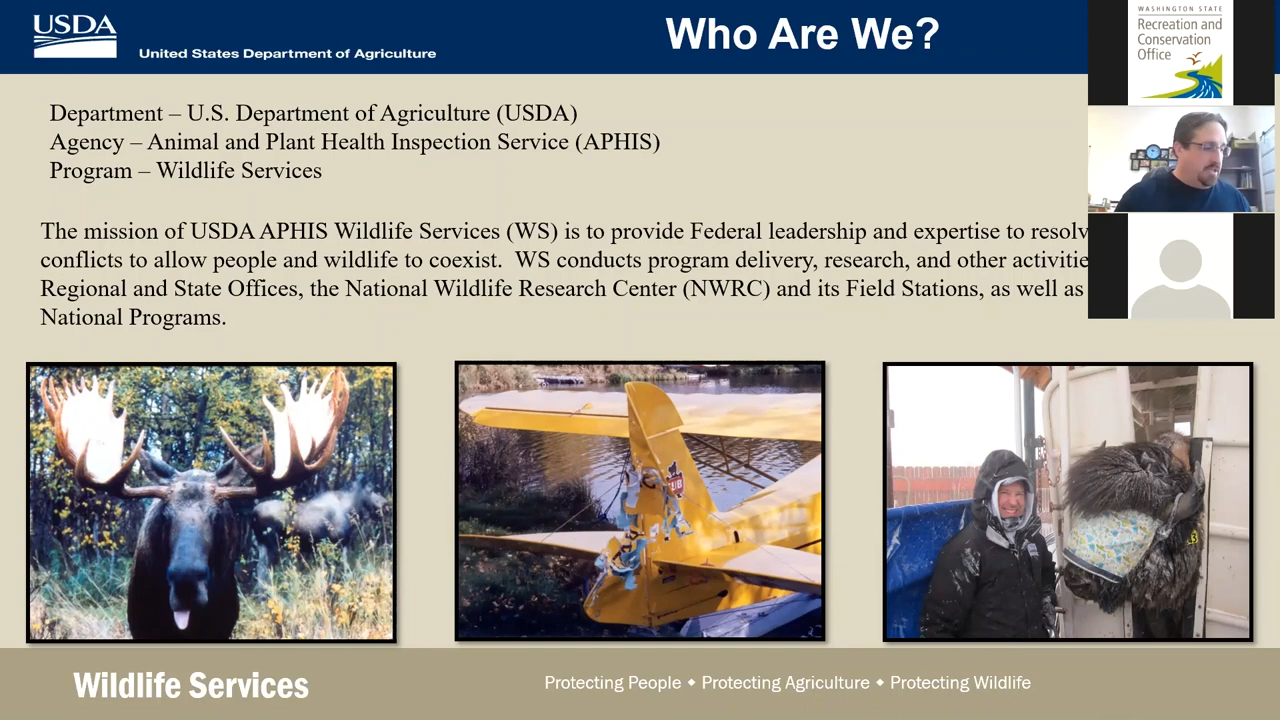 USDA
United States Department of Agriculture
Who Are We?
WASHINGTON STATE
Recreation and
Conservation
Office
Department – U.S. Department of Agriculture (USDA)
Agency – Animal and Plant Health Inspection Service (APHIS)
Program – Wildlife Services
The mission of USDA APHIS Wildlife Services (WS) is to provide Federal leadership and expertise to resolv
conflicts to allow people and wildlife to coexist.  WS conducts program delivery, research, and other activitie
Regional and State Offices, the National Wildlife Research Center (NWRC) and its Field Stations, as well as
National Programs.
Wildlife Services
Protecting People ◆ Protecting Agriculture ◆ Protecting Wildlife